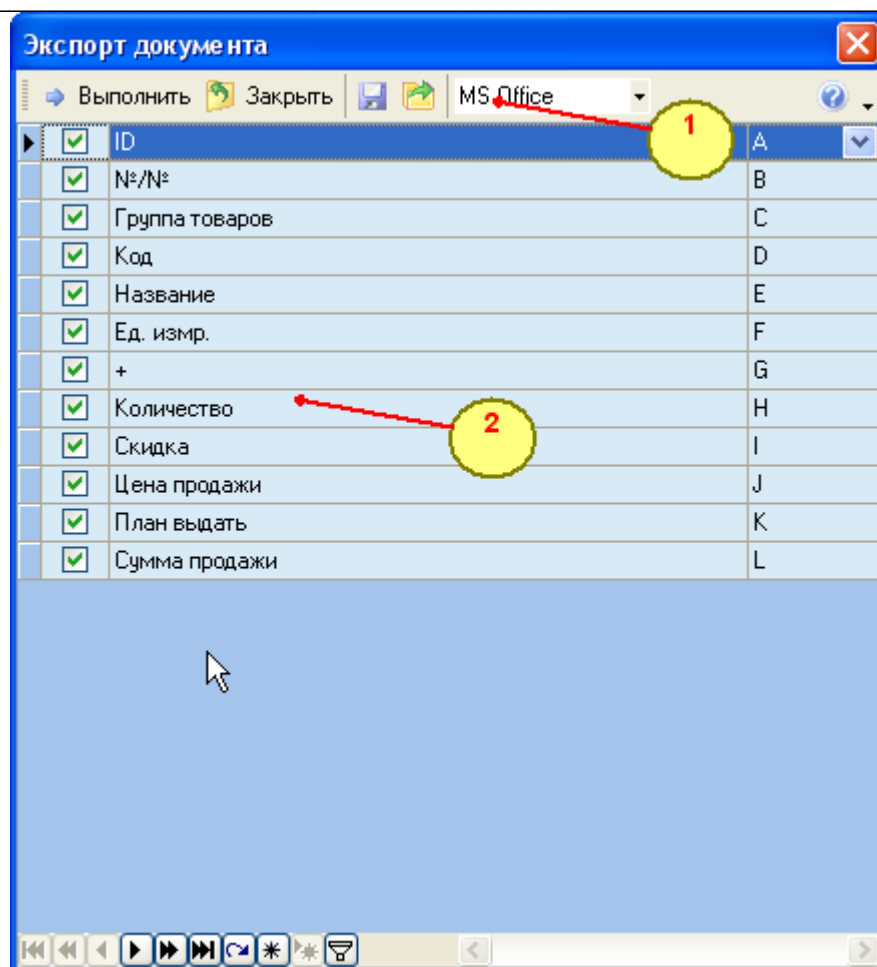 Экспорт документа
Выполнить Закрыть MS Office
1
ID A
№/№ B
Группа товаров C
Код D
Название E
Ед. измр. F
+ G
Количество H
2
Скидка I
Цена продажи J
План выдать K
Сумма продажи L